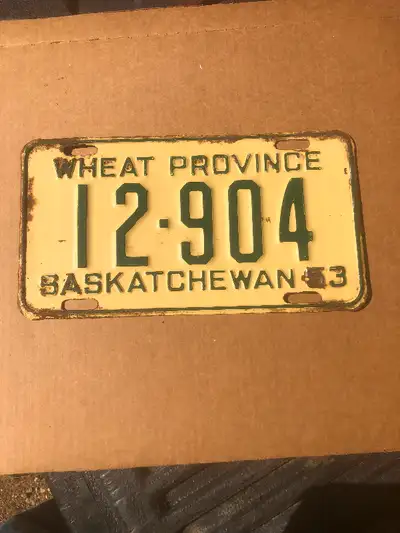 WHEAT PROVINCE
12-904
SASKATCHEWAN 53